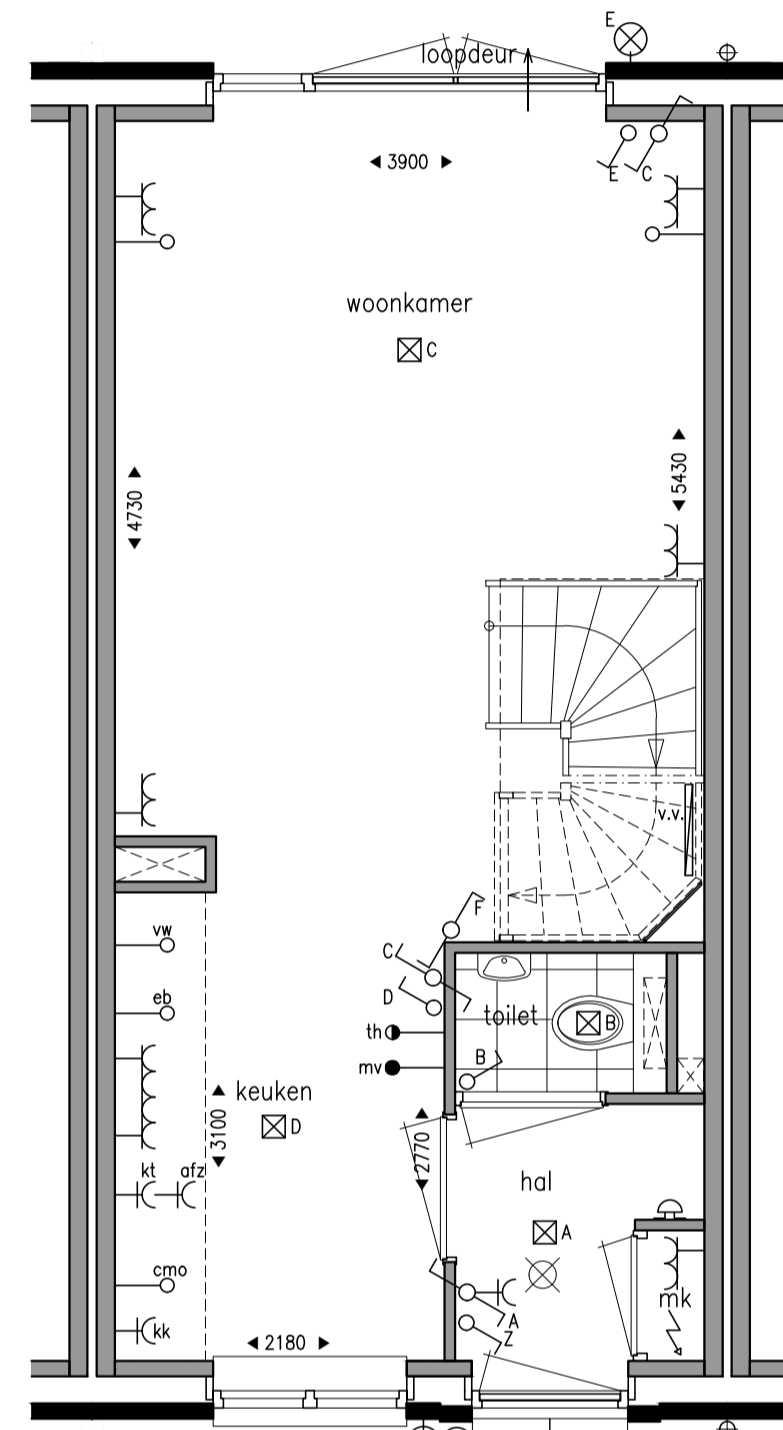 E
loopdeur
3900
E C
woonkamer
C
4730
5430
v.v.
F
vw
C
D
eb
toilet
B
th
B
mv
keuken
D
3100
2770
kt afz
hal
A
cmo
mk
A
kk
Z
2180